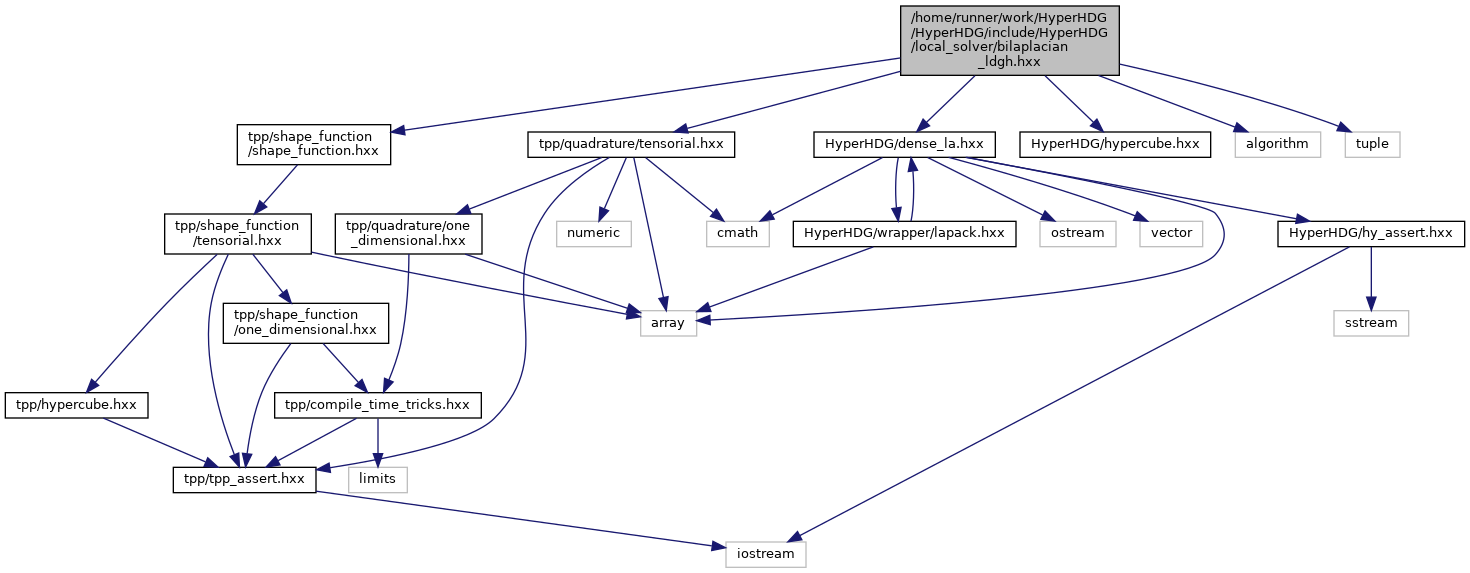 /home/runner/work/HyperHDG
/HyperHDG/include/HyperHDG
/local_solver/bilaplacian
_ldgh.hxx
tpp/shape_function
/shape_function.hxx
tpp/quadrature/tensorial.hxx
HyperHDG/dense_la.hxx
HyperHDG/hypercube.hxx
algorithm
tuple
tpp/shape_function
/tensorial.hxx
tpp/quadrature/one
_dimensional.hxx
numeric
cmath
HyperHDG/wrapper/lapack.hxx
ostream
vector
HyperHDG/hy_assert.hxx
tpp/shape_function
/one_dimensional.hxx
array
sstream
tpp/hypercube.hxx
tpp/compile_time_tricks.hxx
tpp/tpp_assert.hxx
limits
iostream